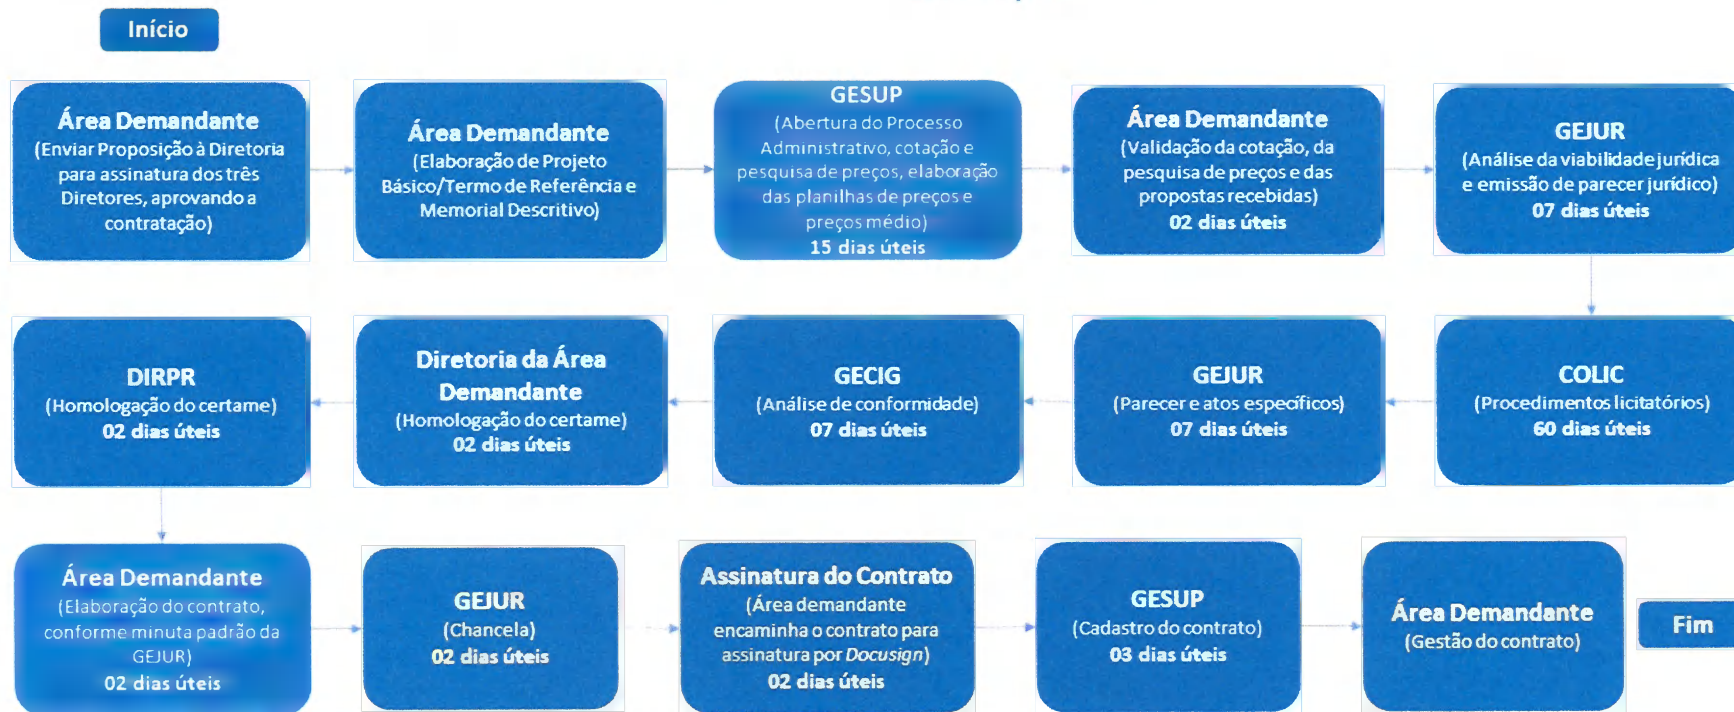 Início
Área Demandante
(Enviar Proposição à Diretoria
para assinatura dos três
Diretores, aprovando a
contratação)
Área Demandante
(Elaboração de Projeto
Básico/Termo de Referência e
Memorial Descritivo)
GESUP
(Abertura do Processo
Administrativo, cotação e
pesquisa de preços, elaboração
das planilhas de preços e
preços médio)
15 dias úteis
Área Demandante
(Validação da cotação, da
pesquisa de preços e das
propostas recebidas)
02 dias úteis
GEJUR
(Análise da viabilidade jurídica
e emissão de parecer jurídico)
07 dias úteis
COLIC
(Procedimentos licitatórios)
60 dias úteis
GEJUR
(Parecer e atos específicos)
07 dias úteis
GECIG
(Análise de conformidade)
07 dias úteis
Diretoria da Área
Demandante
(Homologação do certame)
02 dias úteis
DIRPR
(Homologação do certame)
02 dias úteis
Área Demandante
(Elaboração do contrato,
conforme minuta padrão da
GEJUR)
02 dias úteis
GEJUR
(Chancela)
02 dias úteis
Assinatura do Contrato
(Área demandante
encaminha o contrato para
assinatura por Docusign)
02 dias úteis
GESUP
(Cadastro do contrato)
03 dias úteis
Área Demandante
(Gestão do contrato)
Fim